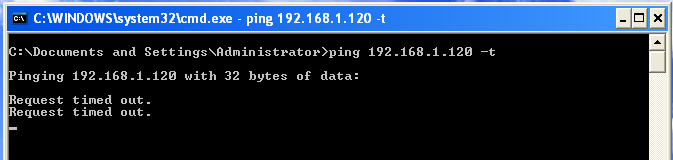 C:\WINDOWS\system32\cmd.exe - ping 192.168.1.120 -t
C:\Documents and Settings\Administrator>ping 192.168.1.120 -t
Pinging 192.168.1.120 with 32 bytes of data:
Request timed out.
Request timed out.